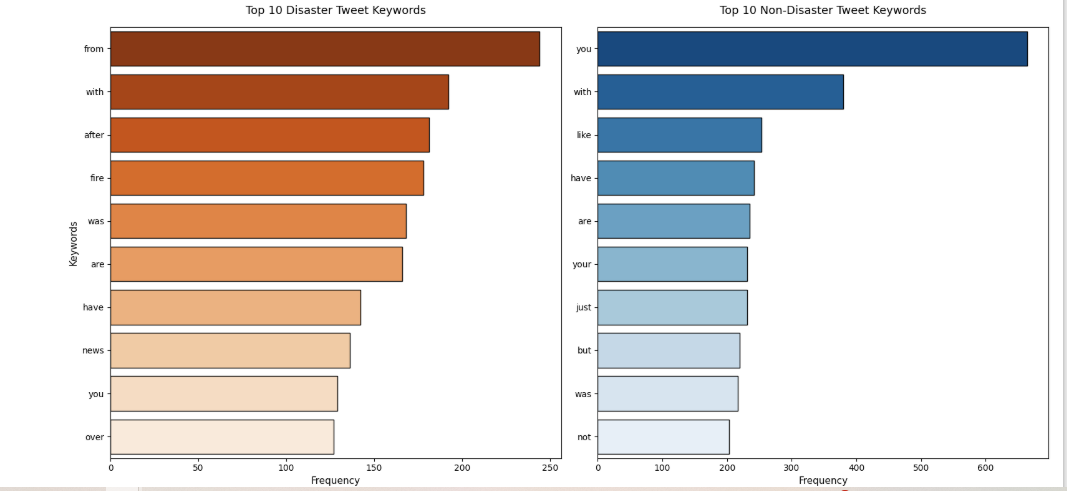 Top 10 Disaster Tweet Keywords
Keywords
from
with
after
fire
was
are
have
news
you
over
0 50 100 150 200 250
Frequency
Top 10 Non-Disaster Tweet Keywords
you
with
like
have
are
your
just
but
was
not
0 100 200 300 400 500 600
Frequency